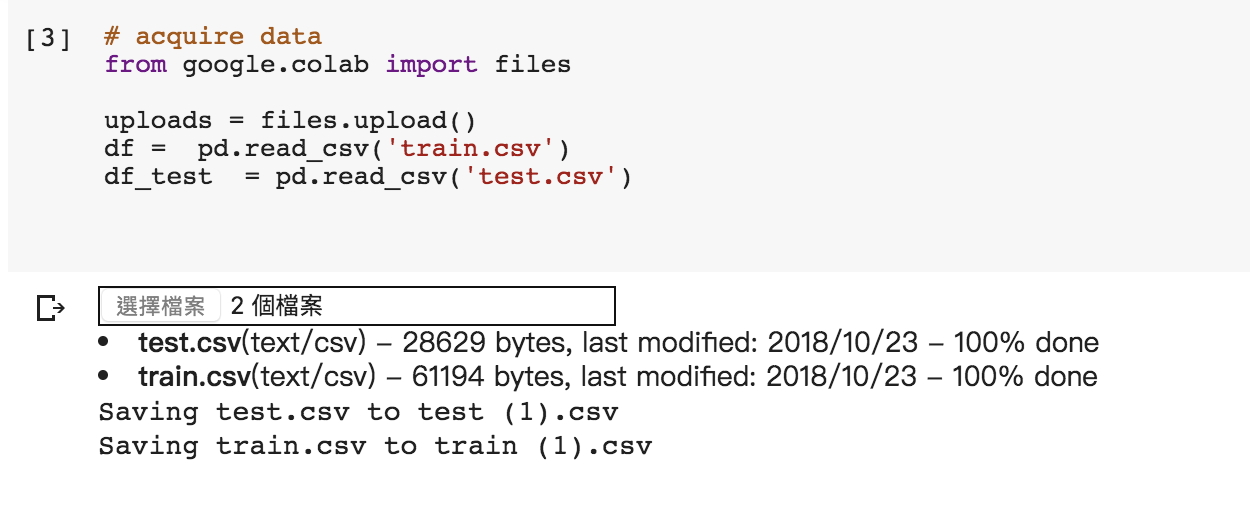 [3] # acquire data
from google.colab import files
uploads = files.upload()
df =  pd.read_csv('train.csv')
df_test  = pd.read_csv('test.csv')
選擇檔案 2 個檔案
• test.csv(text/csv) – 28629 bytes, last modified: 2018/10/23 – 100% done
• train.csv(text/csv) – 61194 bytes, last modified: 2018/10/23 – 100% done
Saving test.csv to test (1).csv
Saving train.csv to train (1).csv